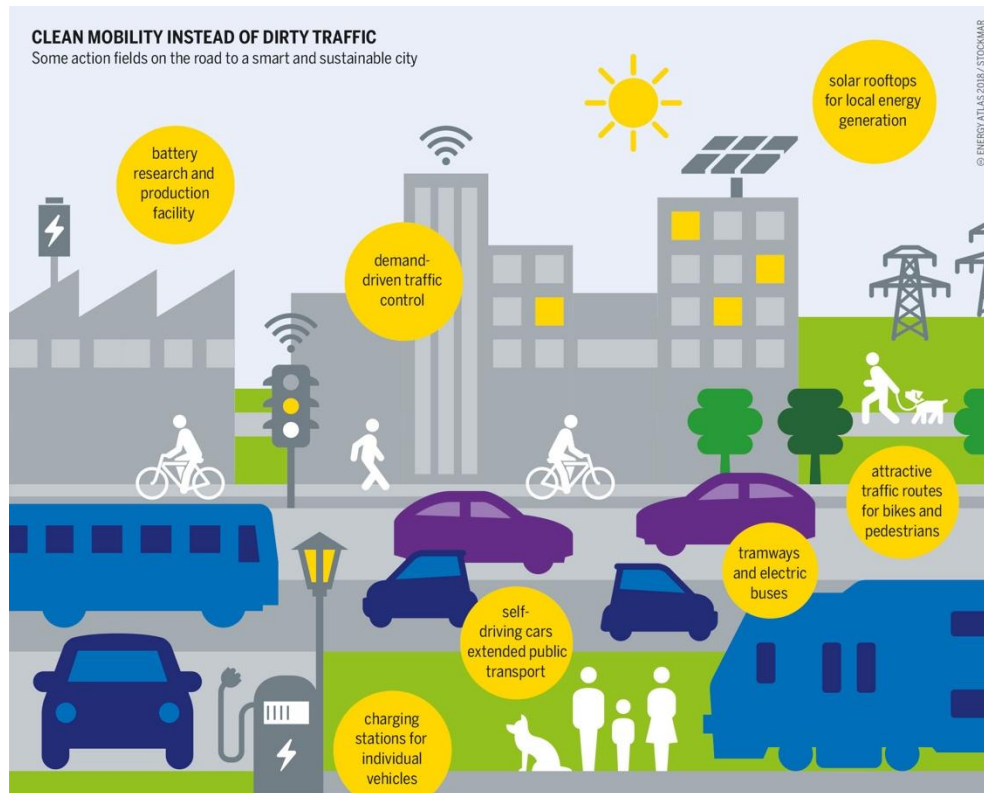 CLEAN MOBILITY INSTEAD OF DIRTY TRAFFIC
Some action fields on the road to a smart and sustainable city
solar rooftops
for local energy
generation
battery
research and
production
facility
demand-
driven traffic
control
attractive
traffic routes
for bikes and
pedestrians
tramways
and electric
buses
self-
driving cars
extended public
transport
charging
stations for
individual
vehicles
ENERGY ATLAS 2018 / STOCKMAR